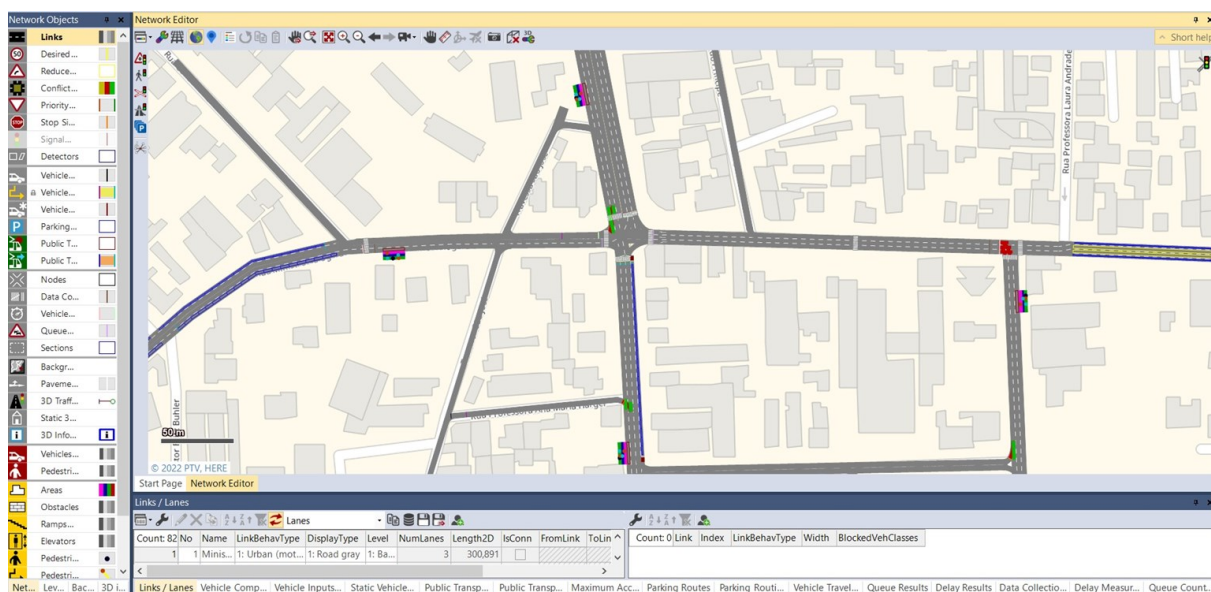 Network Objects
Network Editor
Links
Short help
Desired...
Reduce...
Conflict...
Priority...
Stop Si...
Signal...
Detectors
Vehicle...
Vehicle...
Vehicle...
Parking...
Public T...
Public T...
Nodes
Data Co...
Vehicle...
Queue...
Sections
Backgr...
Paveme...
3D Traff...
Static 3...
3D Info...
Vehicles...
Pedestri...
Areas
Obstacles
Ramps...
Elevators
Pedestri...
Pedestri...
50
STOP
P
P
Rua Professora Laura Andrade
Buhler
50 m
© 2022 PTV, HERE
Start Page Network Editor
Links / Lanes
Lanes
Count: 82 No Name LinkBehavType DisplayType Level NumLanes Length2D IsConn FromLink ToLin
1 1 Minis... 1: Urban (mot... 1: Road gray 1: Ba... 3 300,891
Count: 0 Link Index LinkBehavType Width BlockedVehClasses
Net... Lev... Bac... 3D i...
Links / Lanes Vehicle Comp... Vehicle Inputs... Static Vehicle... Public Transp... Public Transp... Maximum Acc... Parking Routes Parking Routi... Vehicle Travel... Queue Results Delay Results Data Collectio... Delay Measur... Queue Count...